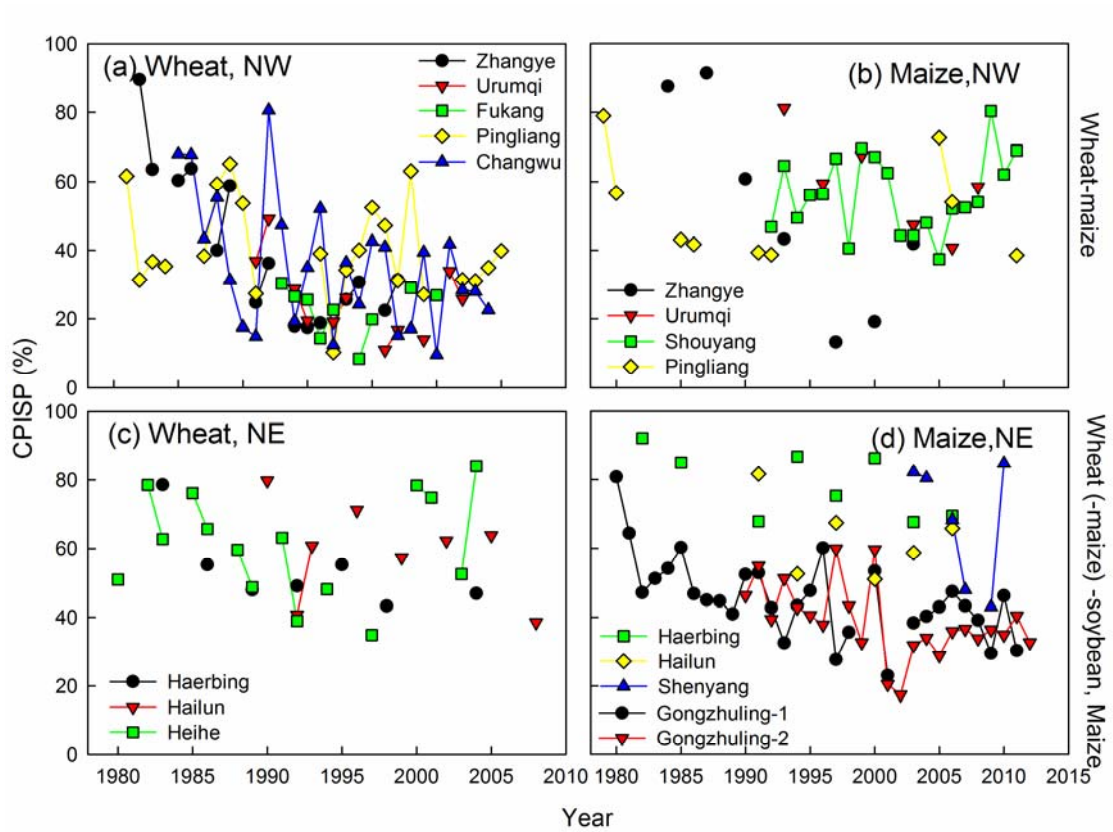 100
80
60
40
20
0
(a) Wheat, NW
Zhangye
Urumqi
Fukang
Pingliang
Changwu
(b) Maize,NW
Zhangye
Urumqi
Shouyang
Pingliang
Wheat-maize
CPISP (%)
100
80
60
40
20
0
(c) Wheat, NE
Haerbing
Hailun
Heihe
1980 1985 1990 1995 2000 2005 2010
(d) Maize,NE
Haerbing
Hailun
Shenyang
Gongzhuling-1
Gongzhuling-2
1980 1985 1990 1995 2000 2005 2010 2015
Wheat (-maize) -soybean, Maize,
Year